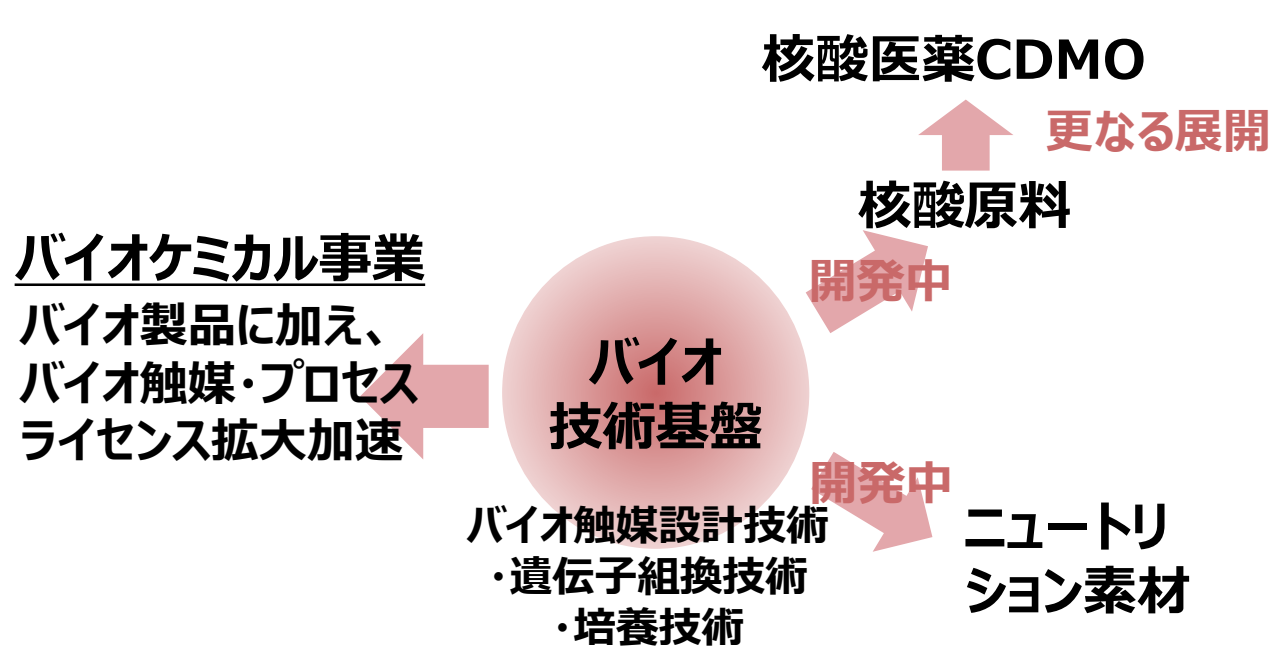 核酸医薬CDMO
更なる展開
核酸原料
開発中
バイオケミカル事業
バイオ製品に加え、
バイオ触媒・プロセス
ライセンス拡大加速
バイオ
技術基盤
バイオ触媒設計技術
・遺伝子組換技術
・培養技術
開発中
ニュートリ
ション素材